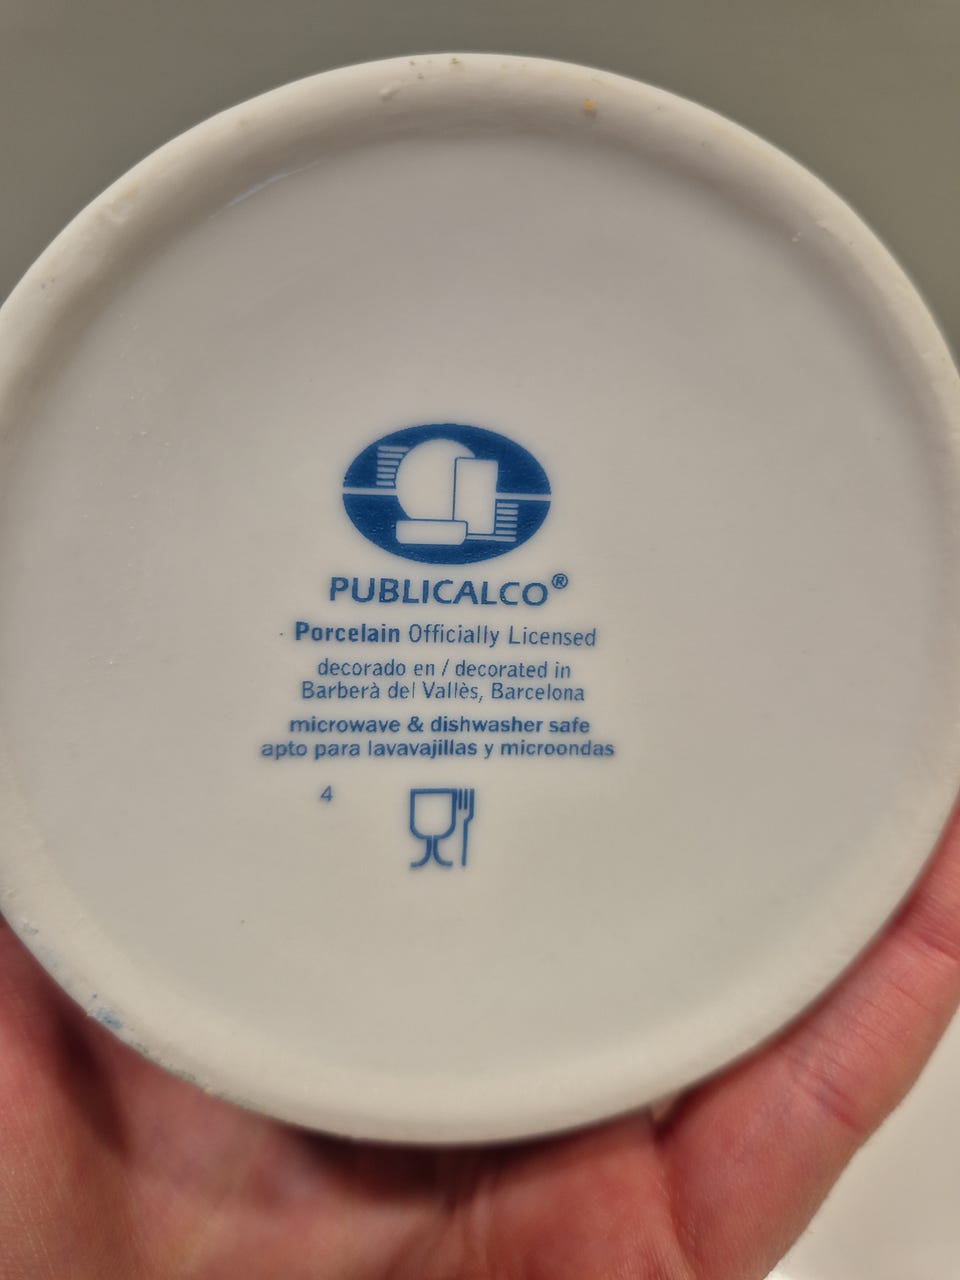 PUBLICALCO®
Porcelain Officially Licensed
decorado en / decorated in
Barberà del Vallès, Barcelona
microwave & dishwasher safe
apto para lavavajillas y microondas
4